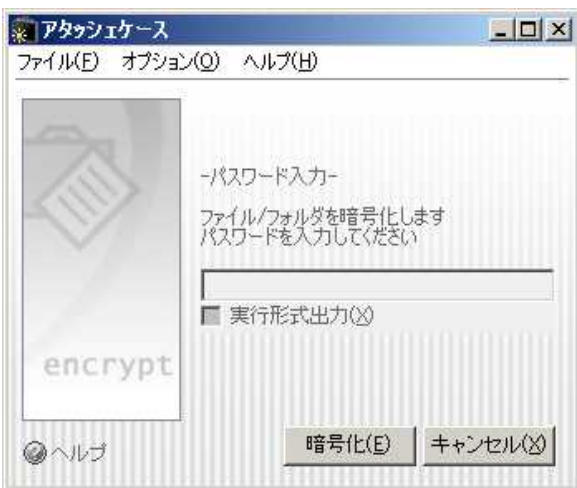 アタッシェケース
ファイル(F) オプション(O) ヘルプ(H)
-パスワード入力-
ファイル/フォルダを暗号化します
パスワードを入力してください
実行形式出力(X)
encrypt
ヘルプ
暗号化(E)
キャンセル(X)